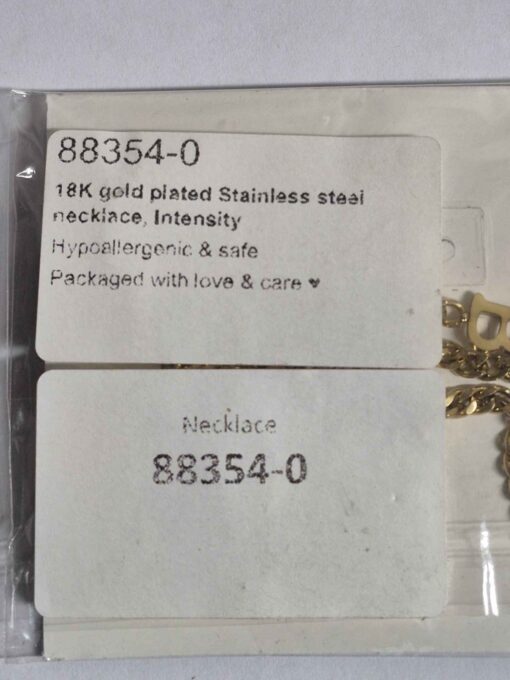 88354-0
18K gold plated Stainless steel
necklace, Intensity
Hypoallergenic & safe
Packaged with love & care ♥
Necklace
88354-0